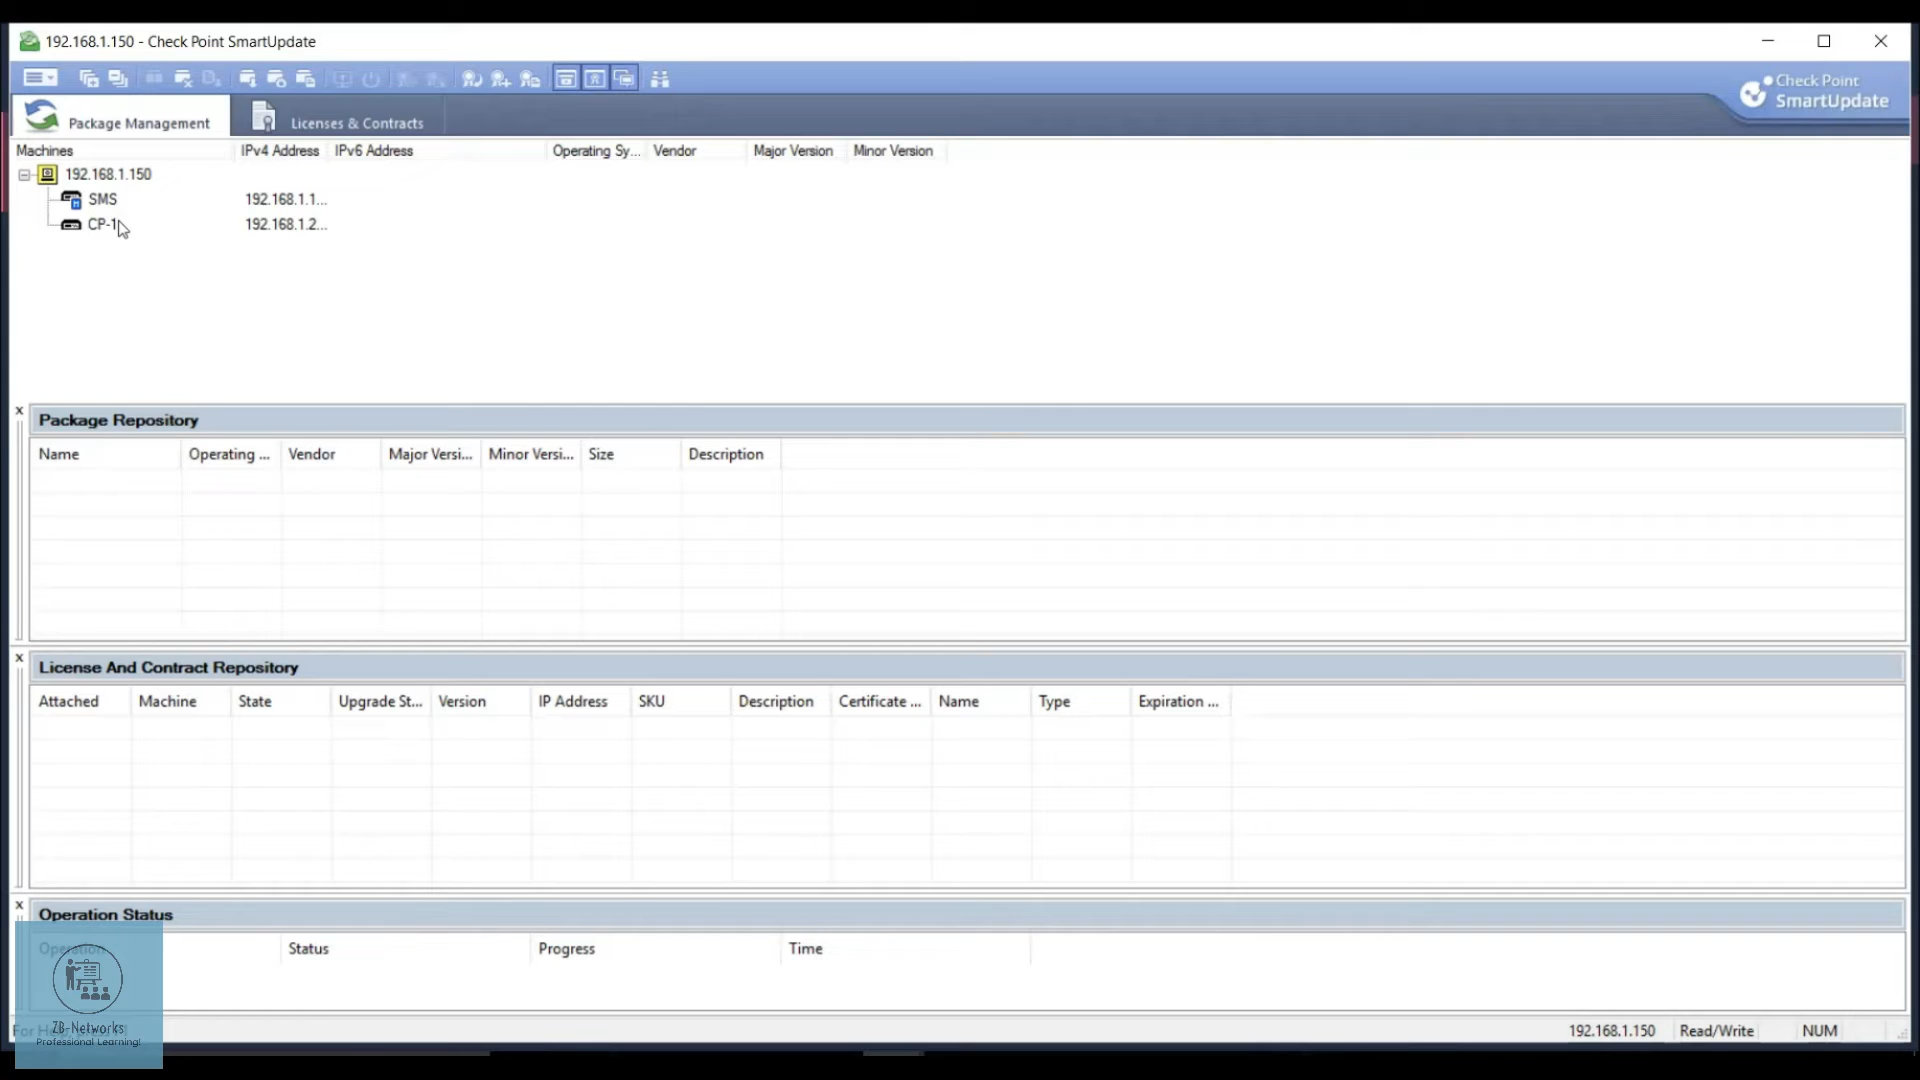 192.168.1.150 - Check Point SmartUpdate
Check Point
SmartUpdate
Package Management
Licenses & Contracts
Machines IPv4 Address IPv6 Address Operating Sy... Vendor Major Version Minor Version
192.168.1.150
SMS 192.168.1.1...
CP-1 192.168.1.2...
Package Repository
Name Operating ... Vendor Major Versi... Minor Versi... Size Description
License And Contract Repository
Attached Machine State Upgrade St... Version IP Address SKU Description Certificate ... Name Type Expiration ...
Operation Status
Operation Status Progress Time
ZB-Networks
Professional Learning!
192.168.1.150 Read/Write NUM